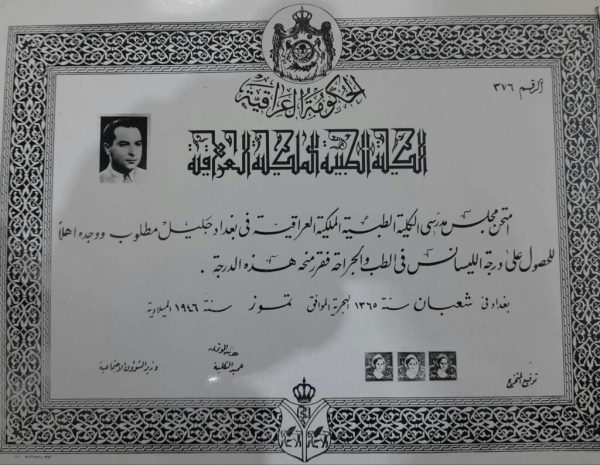 الرقم ٣٧٦
الحكومة العراقية
الكلية الطبية الملكية العراقية
امتحن مجلس مدرسي الكلية الطبية الملكية العراقية في بغداد جليل مطلوب ووجده اهلاً
للحصول على درجة الليسانس في الطب والجراحة فقرر منحه هذه الدرجة .
بغداد في شعبان سنة ١٣٦٥ الهجرية الموافق تموز سنة ١٩٤٦ الميلادية
توقيع المتخرج
عميد الكلية
وزير الشؤون الاجتماعية